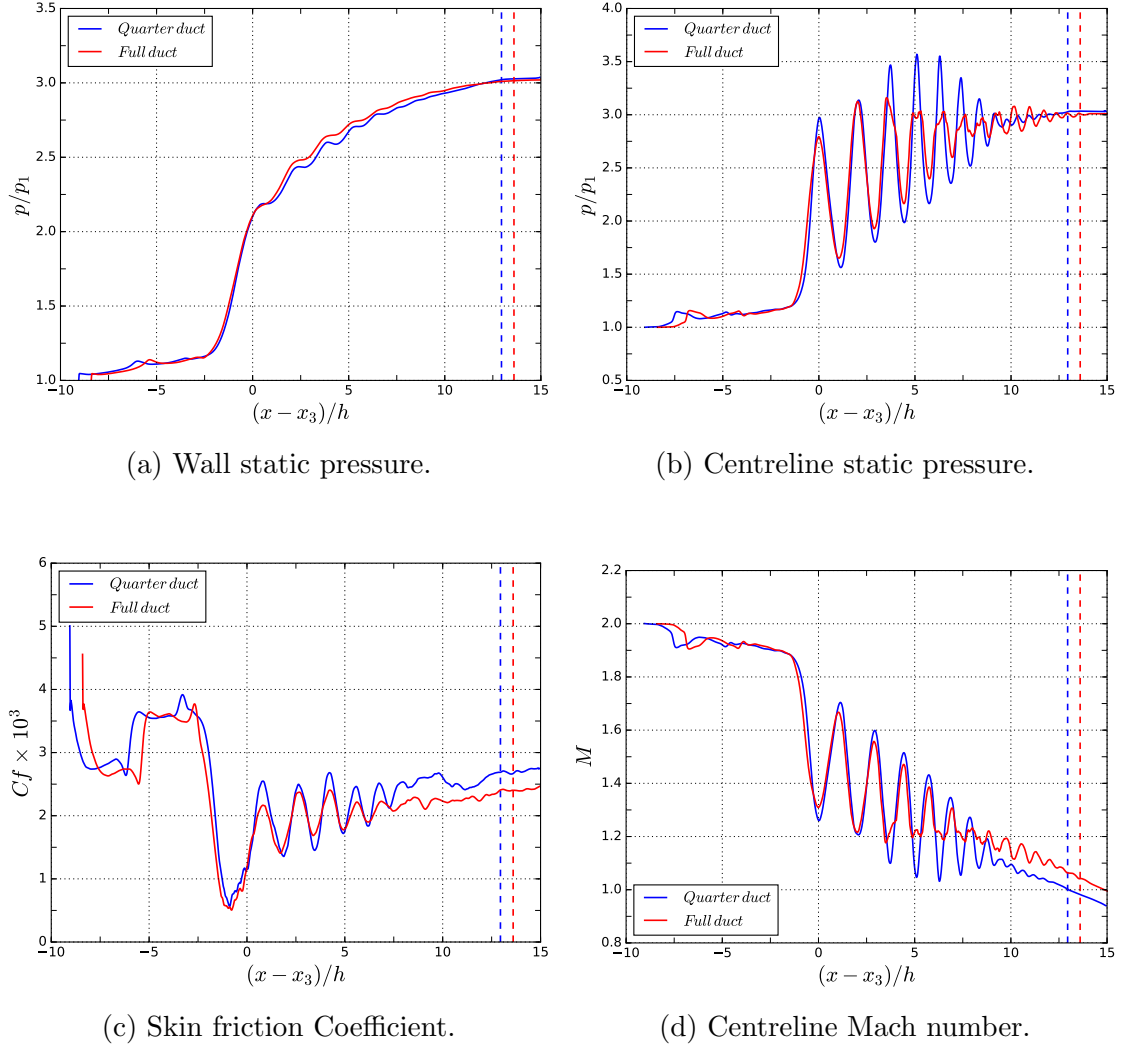 3.5
3.0
2.5
2.0
1.5
1.0
p/p₁
Quarter duct
Full duct
−10 −5 0 5 10 15
(x − x₃)/h
(a) Wall static pressure.
4.0
3.5
3.0
2.5
2.0
1.5
1.0
0.5
p/p₁
Quarter duct
Full duct
−10 −5 0 5 10 15
(x − x₃)/h
(b) Centreline static pressure.
6
5
4
3
2
1
0
Cf × 10³
Quarter duct
Full duct
−10 −5 0 5 10 15
(x − x₃)/h
(c) Skin friction Coefficient.
2.2
2.0
1.8
1.6
1.4
1.2
1.0
0.8
M
Quarter duct
Full duct
−10 −5 0 5 10 15
(x − x₃)/h
(d) Centreline Mach number.